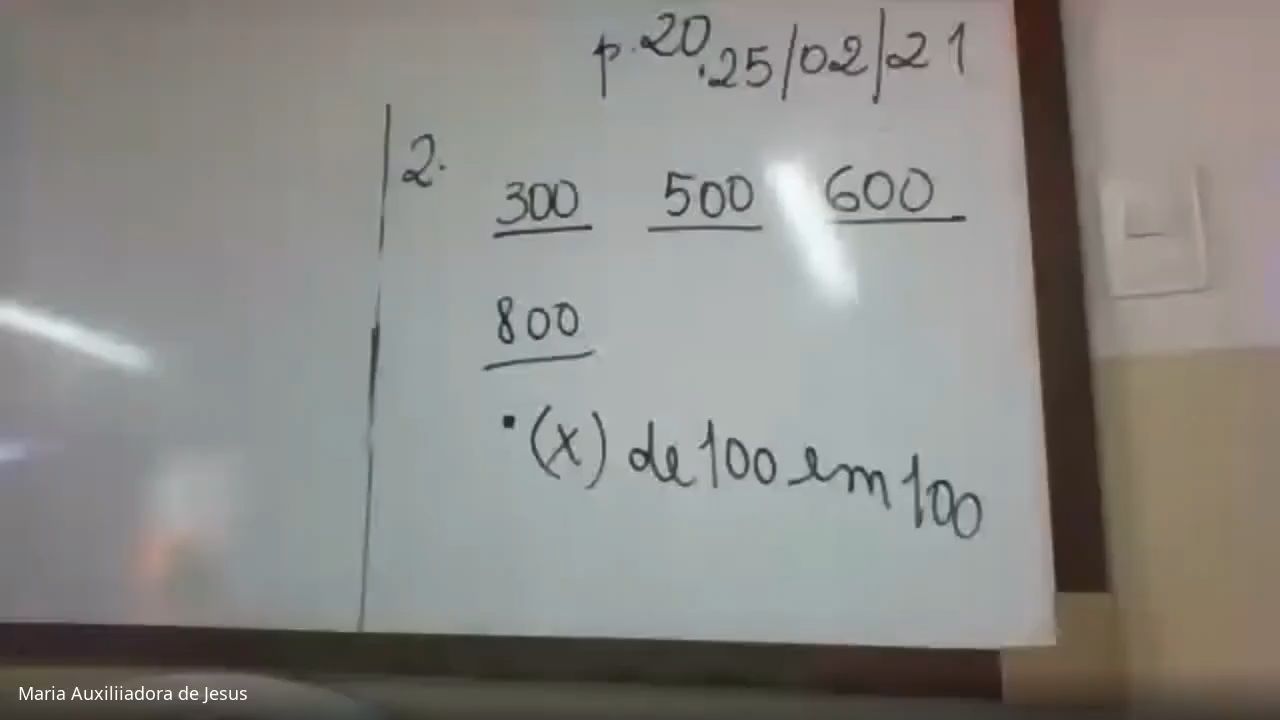 p. 20 . 25/02/21
2.
300 500 600
800
▪ (x) de 100 em 100
Maria Auxiliiadora de Jesus